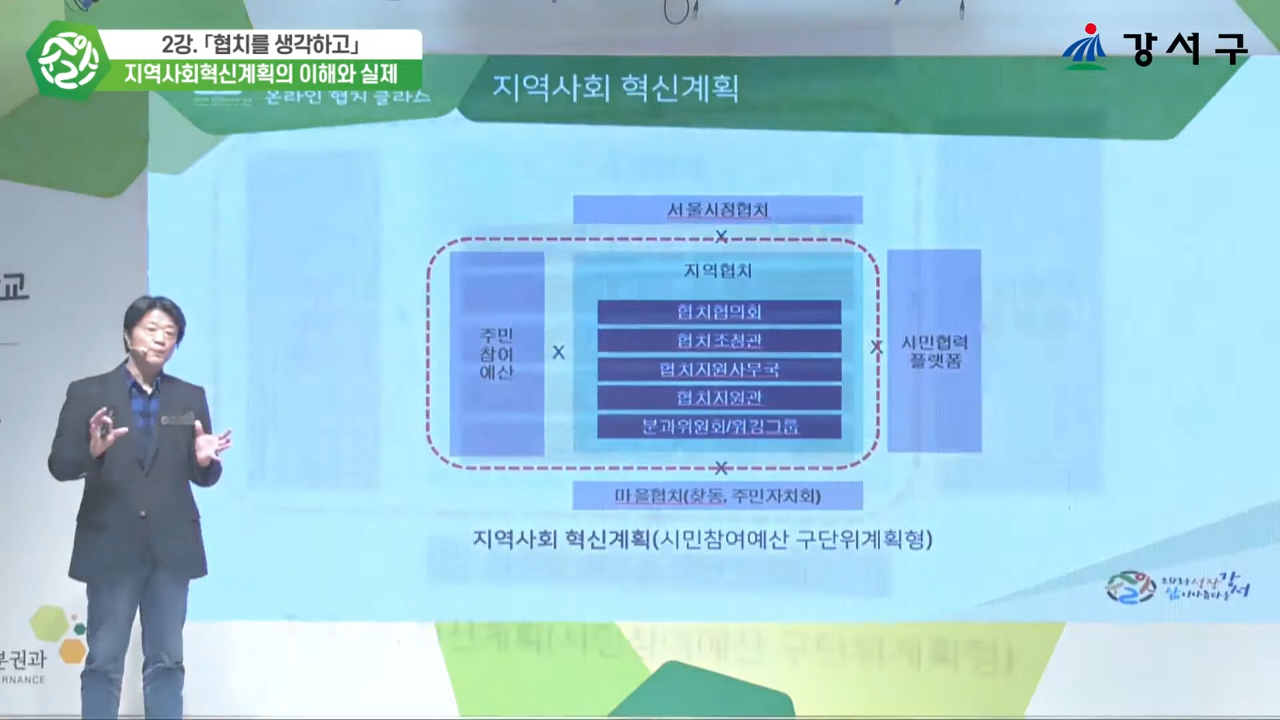 2강. 「협치를 생각하고」
지역사회혁신계획의 이해와 실제
강서구
온라인 협치 클라스
지역사회 혁신계획
서울시정협치
X
지역협치
주민
참여
예산
X
협치협의회
협치조정관
협치지원사무국
협치지원관
분과위원회/워킹그룹
X
시민협력
플랫폼
X
마을협치(찾동, 주민자치회)
지역사회 혁신계획(시민참여예산 구단위계획형)
교
분권과
RNANCE